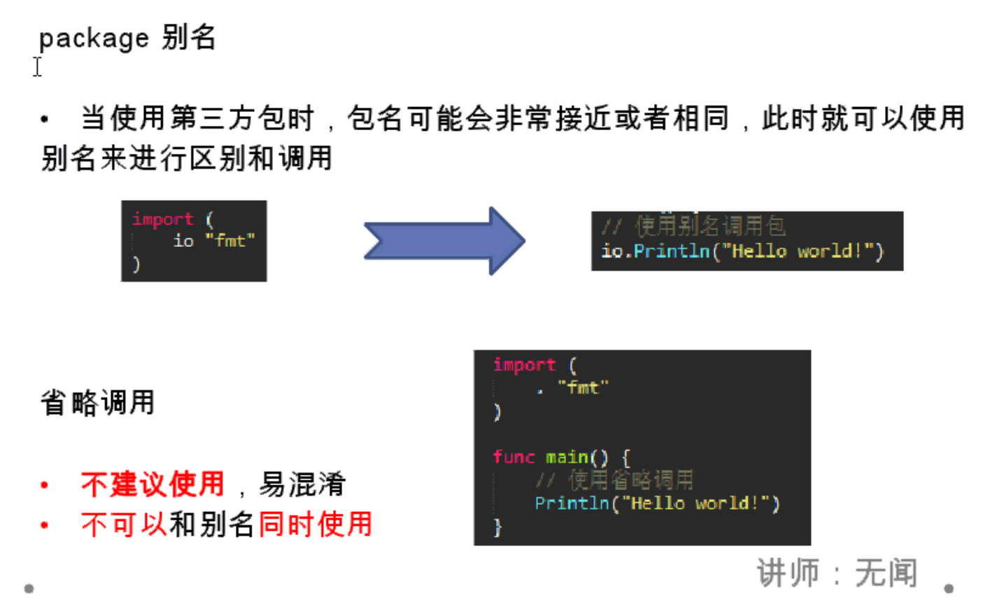 package 别名
• 当使用第三方包时，包名可能会非常接近或者相同，此时就可以使用
别名来进行区别和调用
import (
io "fmt"
)
// 使用别名调用包
io.Println("Hello world!")
省略调用
• 不建议使用，易混淆
• 不可以和别名同时使用
import (
. "fmt"
)
func main() {
// 使用省略调用
Println("Hello world!")
}
讲师：无闻